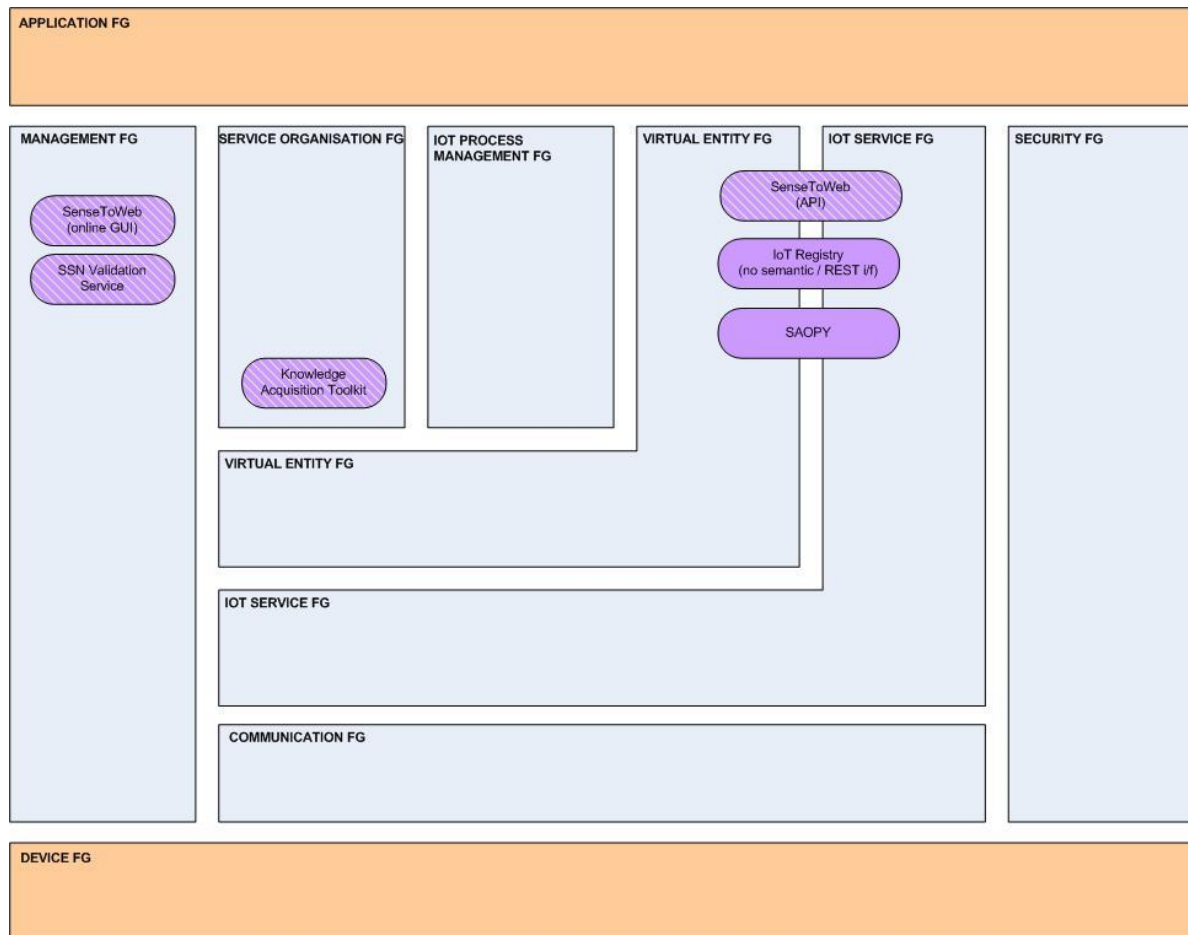 APPLICATION FG
MANAGEMENT FG
SenseToWeb
(online GUI)
SSN Validation
Service
SERVICE ORGANISATION FG
Knowledge
Acquisition Toolkit
IOT PROCESS
MANAGEMENT FG
VIRTUAL ENTITY FG
IOT SERVICE FG
SenseToWeb
(API)
IoT Registry
(no semantic / REST i/f)
SAOPY
SECURITY FG
VIRTUAL ENTITY FG
IOT SERVICE FG
COMMUNICATION FG
DEVICE FG